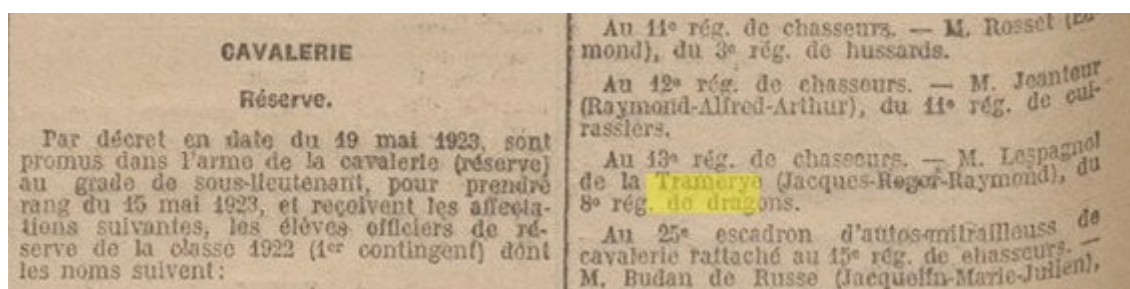 CAVALERIE
Réserve.
Par décret en date du 19 mai 1923, sont
promus dans l'arme de la cavalerie (réserve)
au grade de sous-lieutenant, pour prendre
rang du 15 mai 1923, et reçoivent les affecta-
tions suivantes, les élèves officiers de ré-
serve de la classe 1922 (1er contingent) dont
les noms suivent :
Au 11e rég. de chasseurs. — M. Rosset (Ed-
mond), du 3e rég. de hussards.
Au 12e rég. de chasseurs. — M. Jeantour
(Raymond-Alfred-Arthur), du 11e rég. de cui-
rassiers.
Au 13e rég. de chasseurs. — M. Lespagnol
de la Tramerye (Jacques-Roger-Raymond), du
8e rég. de dragons.
Au 25e escadron d'autos-mitrailleuss de
cavalerie rattaché au 15e rég. de chasseurs. —
M. Budan de Russe (Jacquelin-Marie-Julien),